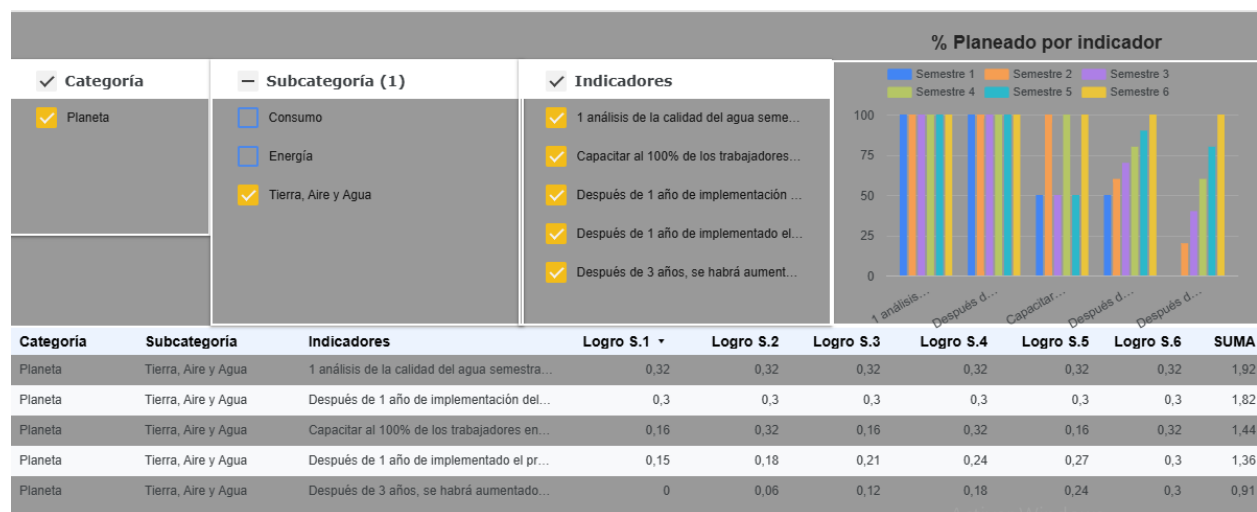 % Planeado por indicador
Categoría
Planeta
Subcategoría (1)
Consumo
Energía
Tierra, Aire y Agua
Indicadores
1 análisis de la calidad del agua seme...
Capacitar al 100% de los trabajadores...
Después de 1 año de implementación ...
Después de 1 año de implementado el...
Después de 3 años, se habrá aument...
Semestre 1 Semestre 2 Semestre 3
Semestre 4 Semestre 5 Semestre 6
100
75
50
25
0
1 análisis... Después d... Capacitar... Después d... Después d...
Categoría Subcategoría Indicadores Logro S.1 Logro S.2 Logro S.3 Logro S.4 Logro S.5 Logro S.6 SUMA
Planeta Tierra, Aire y Agua 1 análisis de la calidad del agua semestra... 0,32 0,32 0,32 0,32 0,32 0,32 1,92
Planeta Tierra, Aire y Agua Después de 1 año de implementación del... 0,3 0,3 0,3 0,3 0,3 0,3 1,82
Planeta Tierra, Aire y Agua Capacitar al 100% de los trabajadores en... 0,16 0,32 0,16 0,32 0,16 0,32 1,44
Planeta Tierra, Aire y Agua Después de 1 año de implementado el pr... 0,15 0,18 0,21 0,24 0,27 0,3 1,36
Planeta Tierra, Aire y Agua Después de 3 años, se habrá aumentado... 0 0,06 0,12 0,18 0,24 0,3 0,91